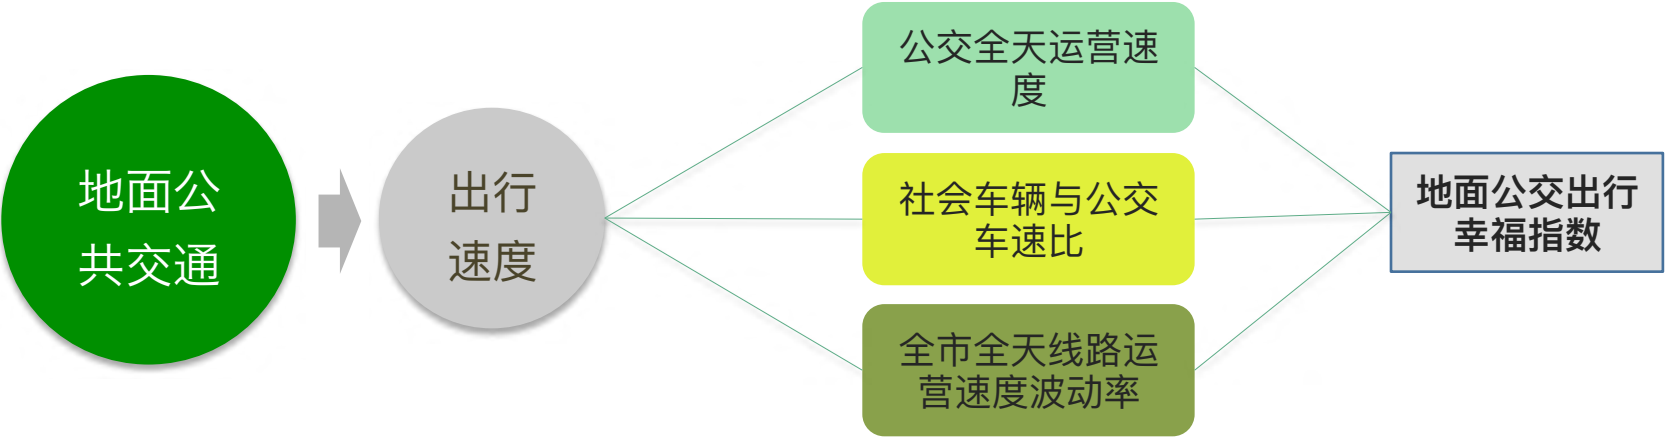 地面公
共交通
出行
速度
公交全天运营速
度
社会车辆与公交
车速比
全市全天线路运
营速度波动率
地面公交出行
幸福指数